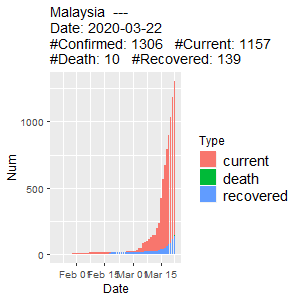 Malaysia  ---
Date: 2020-03-22
#Confirmed: 1306   #Current: 1157
#Death: 10   #Recovered: 139
Num
1000
500
0
Feb 01
Feb 15
Mar 01
Mar 15
Date
Type
current
death
recovered